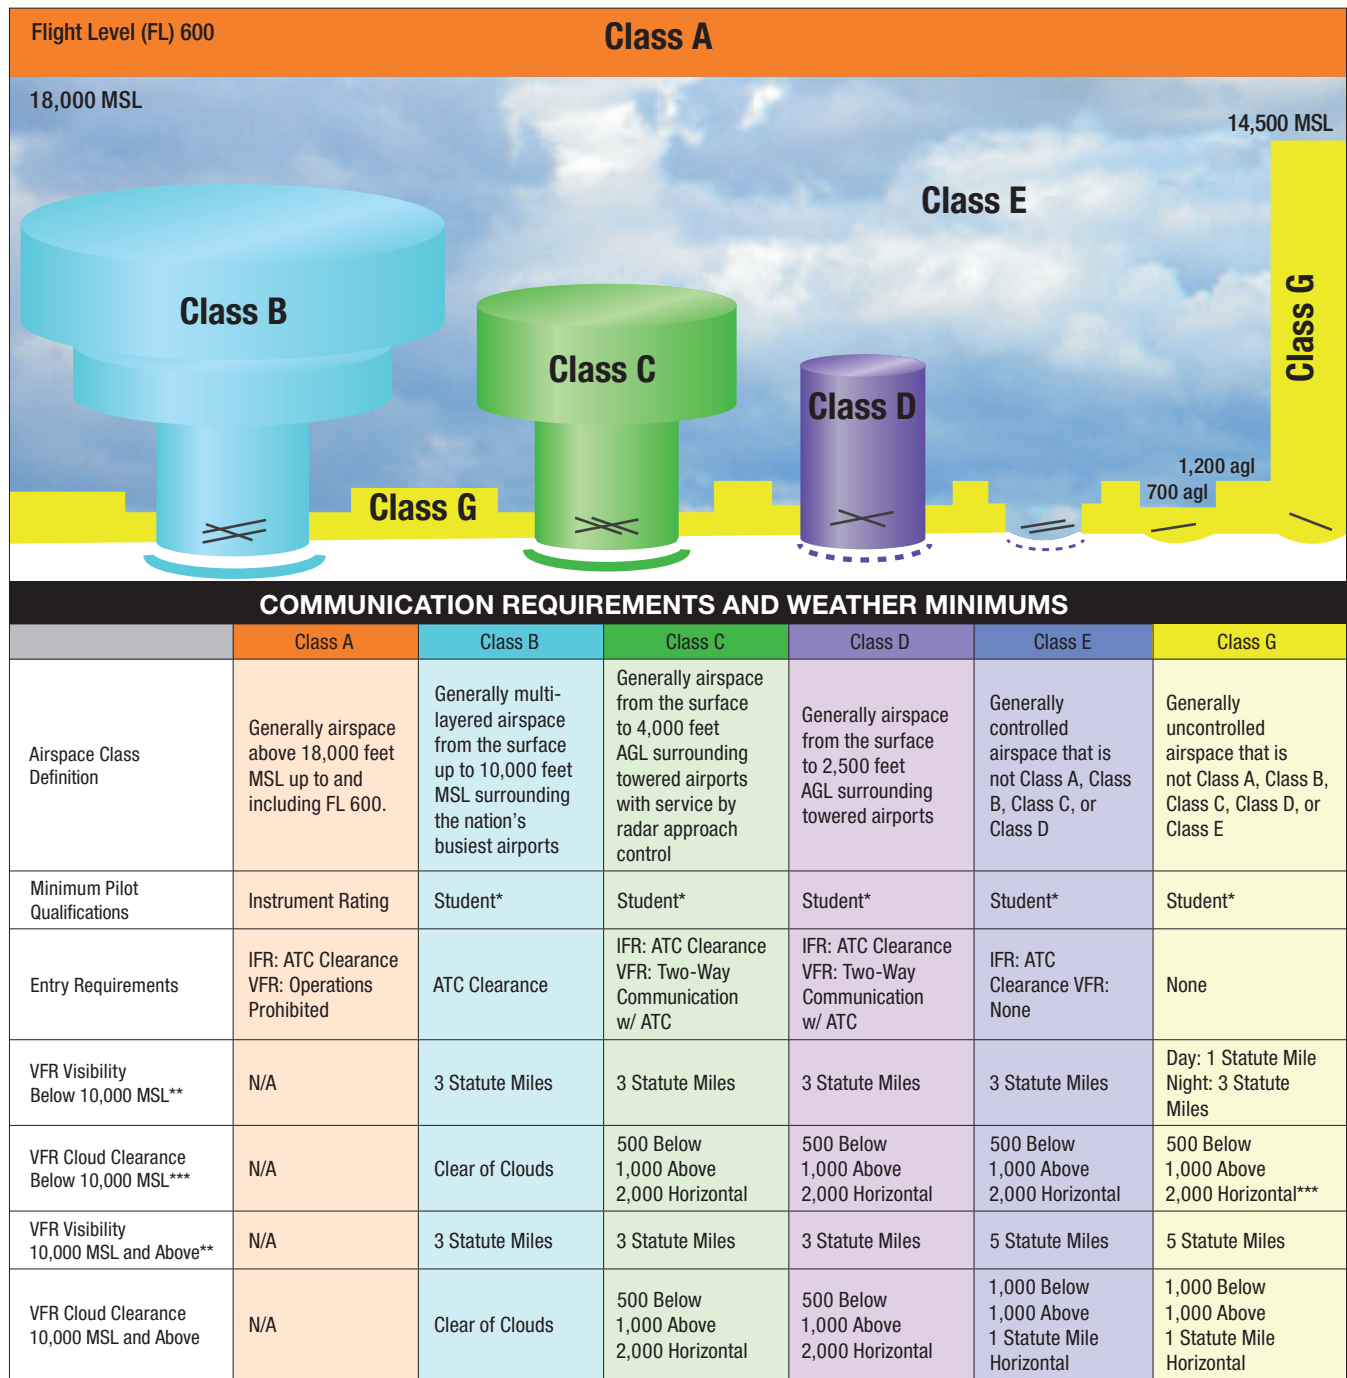 Flight Level (FL) 600
Class A
18,000 MSL
14,500 MSL
Class E
Class B
Class G
Class C
Class D
1,200 agl
700 agl
Class G
COMMUNICATION REQUIREMENTS AND WEATHER MINIMUMS
Class A
Class B
Class C
Class D
Class E
Class G
Airspace Class
Definition
Generally airspace
above 18,000 feet
MSL up to and
including FL 600.
Generally multi-
layered airspace
from the surface
up to 10,000 feet
MSL surrounding
the nation's
busiest airports
Generally airspace
from the surface
to 4,000 feet
AGL surrounding
towered airports
with service by
radar approach
control
Generally airspace
from the surface
to 2,500 feet
AGL surrounding
towered airports
Generally
controlled
airspace that is
not Class A, Class
B, Class C, or
Class D
Generally
uncontrolled
airspace that is
not Class A, Class B,
Class C, Class D, or
Class E
Minimum Pilot
Qualifications
Instrument Rating
Student*
Student*
Student*
Student*
Student*
Entry Requirements
IFR: ATC Clearance
VFR: Operations
Prohibited
ATC Clearance
IFR: ATC Clearance
VFR: Two-Way
Communication
w/ ATC
IFR: ATC Clearance
VFR: Two-Way
Communication
w/ ATC
IFR: ATC
Clearance VFR:
None
None
VFR Visibility
Below 10,000 MSL**
N/A
3 Statute Miles
3 Statute Miles
3 Statute Miles
3 Statute Miles
Day: 1 Statute Mile
Night: 3 Statute
Miles
VFR Cloud Clearance
Below 10,000 MSL***
N/A
Clear of Clouds
500 Below
1,000 Above
2,000 Horizontal
500 Below
1,000 Above
2,000 Horizontal
500 Below
1,000 Above
2,000 Horizontal
500 Below
1,000 Above
2,000 Horizontal***
VFR Visibility
10,000 MSL and Above**
N/A
3 Statute Miles
3 Statute Miles
3 Statute Miles
5 Statute Miles
5 Statute Miles
VFR Cloud Clearance
10,000 MSL and Above
N/A
Clear of Clouds
500 Below
1,000 Above
2,000 Horizontal
500 Below
1,000 Above
2,000 Horizontal
1,000 Below
1,000 Above
1 Statute Mile
Horizontal
1,000 Below
1,000 Above
1 Statute Mile
Horizontal